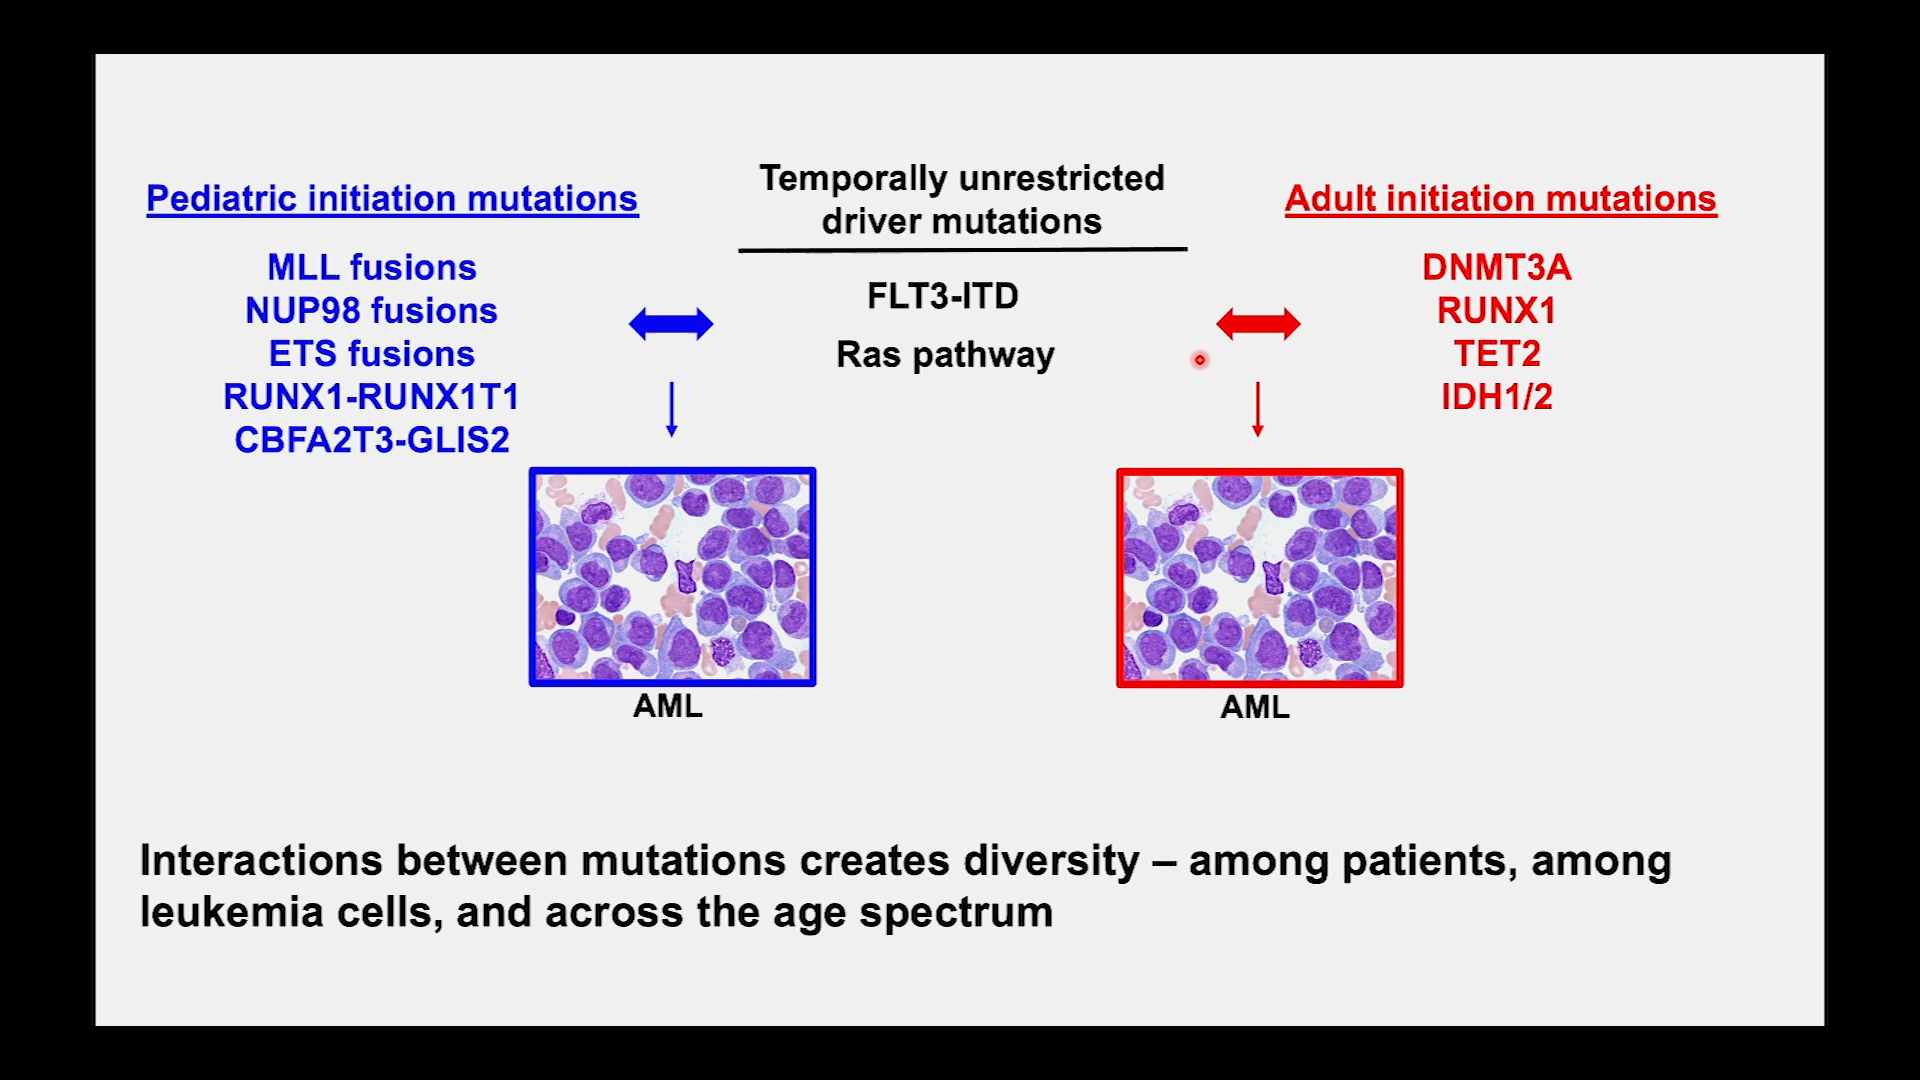 Pediatric initiation mutations
MLL fusions
NUP98 fusions
ETS fusions
RUNX1-RUNX1T1
CBFA2T3-GLIS2
Temporally unrestricted
driver mutations
FLT3-ITD
Ras pathway
Adult initiation mutations
DNMT3A
RUNX1
TET2
IDH1/2
AML
AML
Interactions between mutations creates diversity – among patients, among
leukemia cells, and across the age spectrum